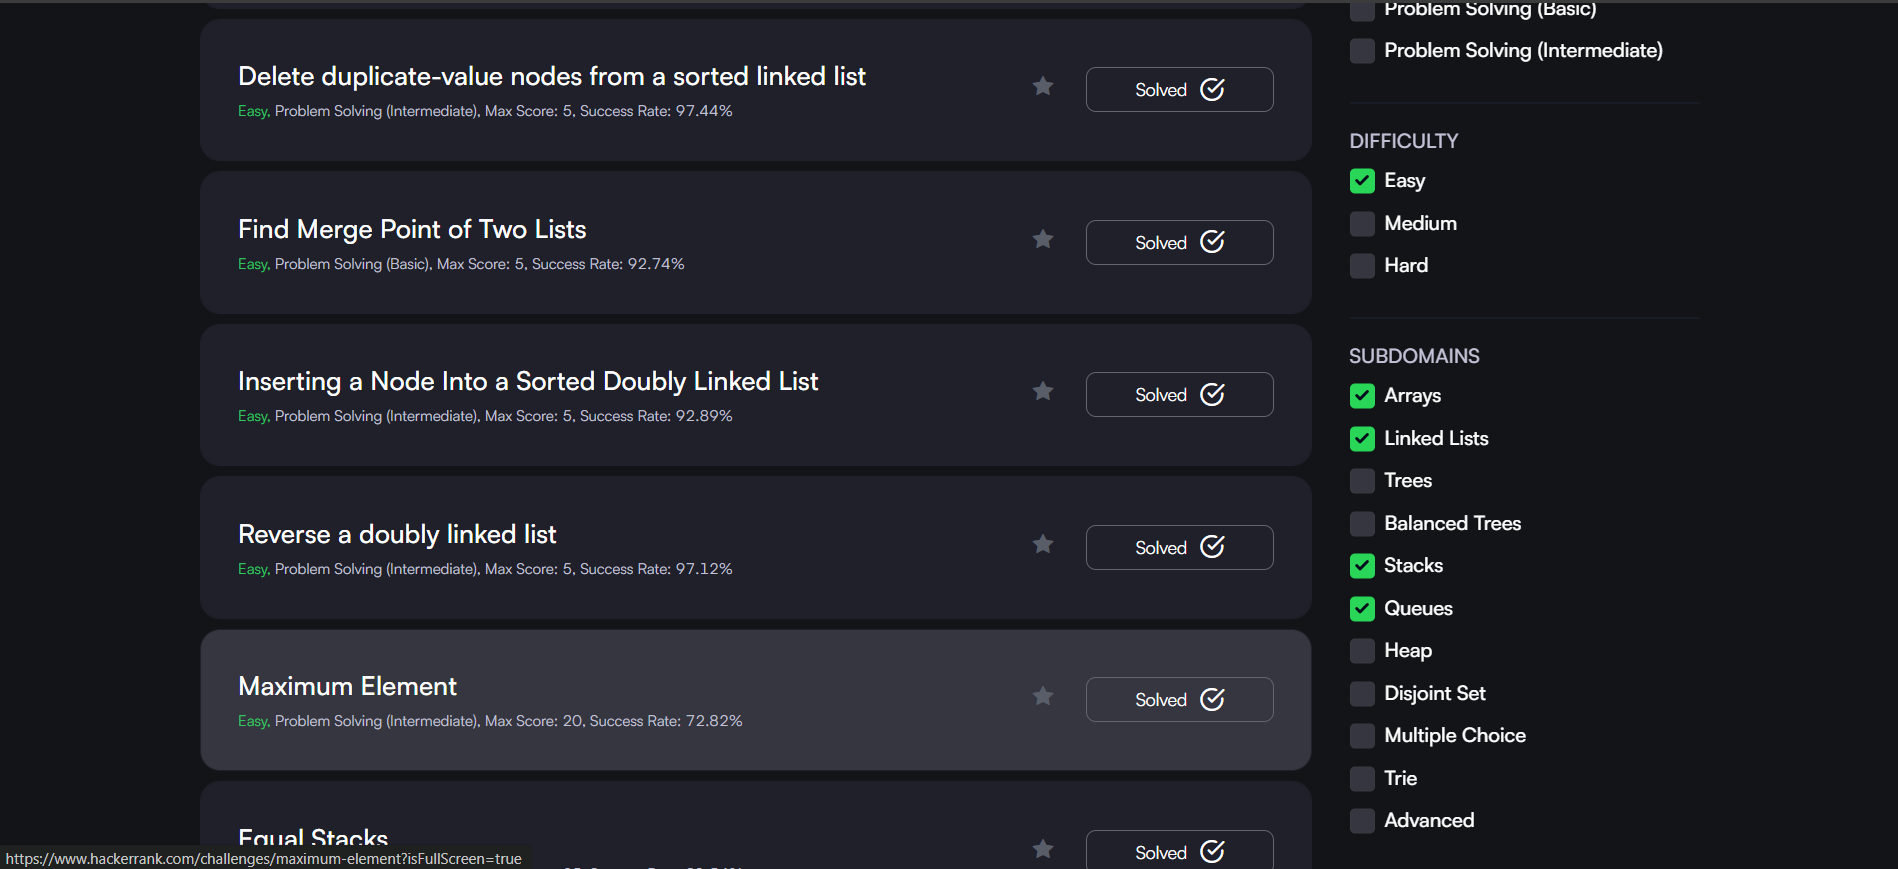 Delete duplicate-value nodes from a sorted linked list
Easy, Problem Solving (Intermediate), Max Score: 5, Success Rate: 97.44%
Solved
Find Merge Point of Two Lists
Easy, Problem Solving (Basic), Max Score: 5, Success Rate: 92.74%
Solved
Inserting a Node Into a Sorted Doubly Linked List
Easy, Problem Solving (Intermediate), Max Score: 5, Success Rate: 92.89%
Solved
Reverse a doubly linked list
Easy, Problem Solving (Intermediate), Max Score: 5, Success Rate: 97.12%
Solved
Maximum Element
Easy, Problem Solving (Intermediate), Max Score: 20, Success Rate: 72.82%
Solved
Equal Stacks
Solved
https://www.hackerrank.com/challenges/maximum-element?isFullScreen=true
Problem Solving (Basic)
Problem Solving (Intermediate)
DIFFICULTY
Easy
Medium
Hard
SUBDOMAINS
Arrays
Linked Lists
Trees
Balanced Trees
Stacks
Queues
Heap
Disjoint Set
Multiple Choice
Trie
Advanced